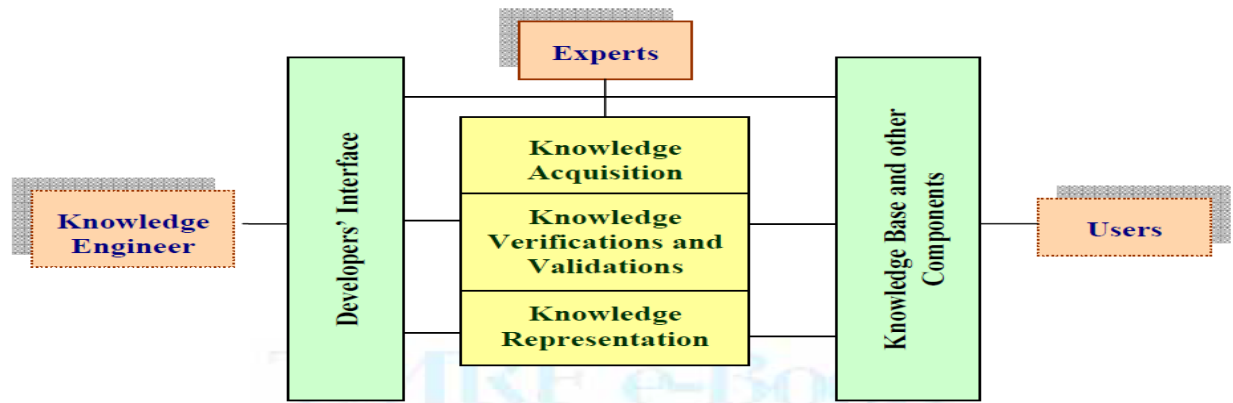 Experts
Developers' Interface
Knowledge
Acquisition
Knowledge
Engineer
Knowledge
Verifications and
Validations
Knowledge
Representation
Knowledge Base and other
Components
Users